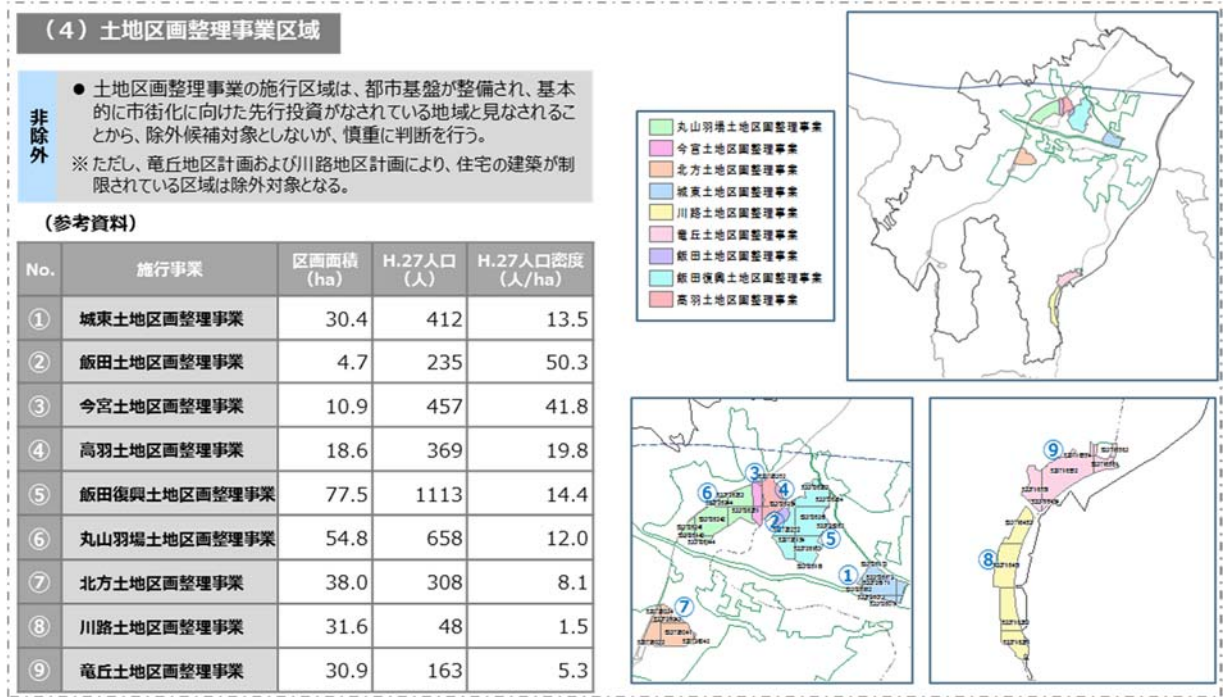 （4）土地区画整理事業区域
非除外
● 土地区画整理事業の施行区域は、都市基盤が整備され、基本
的に市街化に向けた先行投資がなされている地域と見なされるこ
とから、除外候補対象としないが、慎重に判断を行う。
※ ただし、竜丘地区計画および川路地区計画により、住宅の建築が制
限されている区域は除外対象となる。
（参考資料）
No. 施行事業 区画面積（ha） H.27人口（人） H.27人口密度（人/ha）
① 城東土地区画整理事業 30.4 412 13.5
② 飯田土地区画整理事業 4.7 235 50.3
③ 今宮土地区画整理事業 10.9 457 41.8
④ 高羽土地区画整理事業 18.6 369 19.8
⑤ 飯田復興土地区画整理事業 77.5 1113 14.4
⑥ 丸山羽場土地区画整理事業 54.8 658 12.0
⑦ 北方土地区画整理事業 38.0 308 8.1
⑧ 川路土地区画整理事業 31.6 48 1.5
⑨ 竜丘土地区画整理事業 30.9 163 5.3
丸山羽場土地区画整理事業
今宮土地区画整理事業
北方土地区画整理事業
城東土地区画整理事業
川路土地区画整理事業
竜丘土地区画整理事業
飯田土地区画整理事業
飯田復興土地区画整理事業
高羽土地区画整理事業
③
⑥
④
②
⑤
①
⑦
⑨
⑧